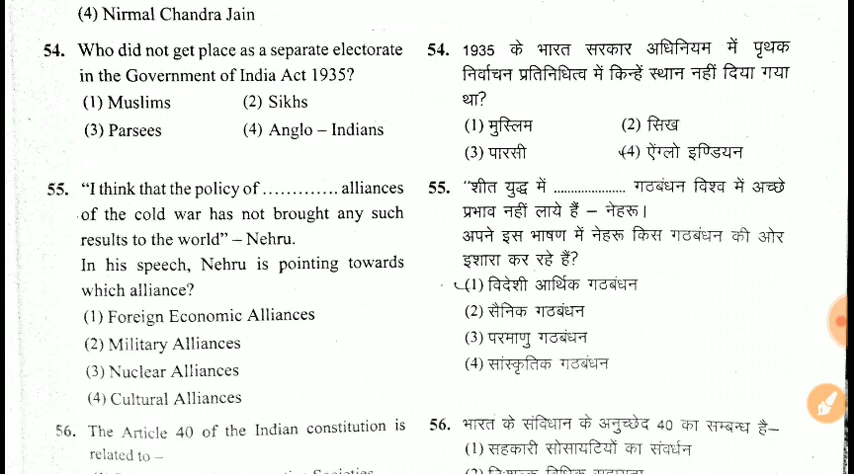 (4) Nirmal Chandra Jain
54. Who did not get place as a separate electorate
in the Government of India Act 1935?
(1) Muslims (2) Sikhs
(3) Parsees (4) Anglo – Indians
55. “I think that the policy of ............. alliances
of the cold war has not brought any such
results to the world” – Nehru.
In his speech, Nehru is pointing towards
which alliance?
(1) Foreign Economic Alliances
(2) Military Alliances
(3) Nuclear Alliances
(4) Cultural Alliances
56. The Article 40 of the Indian constitution is
related to –
54. 1935 के भारत सरकार अधिनियम में पृथक
निर्वाचन प्रतिनिधित्व में किन्हें स्थान नहीं दिया गया
था?
(1) मुस्लिम (2) सिख
(3) पारसी (4) ऐंग्लो इण्डियन
55. “शीत युद्ध में ..................... गठबंधन विश्व में अच्छे
प्रभाव नहीं लाये हैं – नेहरू।
अपने इस भाषण में नेहरू किस गठबंधन की ओर
इशारा कर रहे हैं?
(1) विदेशी आर्थिक गठबंधन
(2) सैनिक गठबंधन
(3) परमाणु गठबंधन
(4) सांस्कृतिक गठबंधन
56. भारत के संविधान के अनुच्छेद 40 का सम्बन्ध है–
(1) सहकारी सोसायटियों का संवर्धन